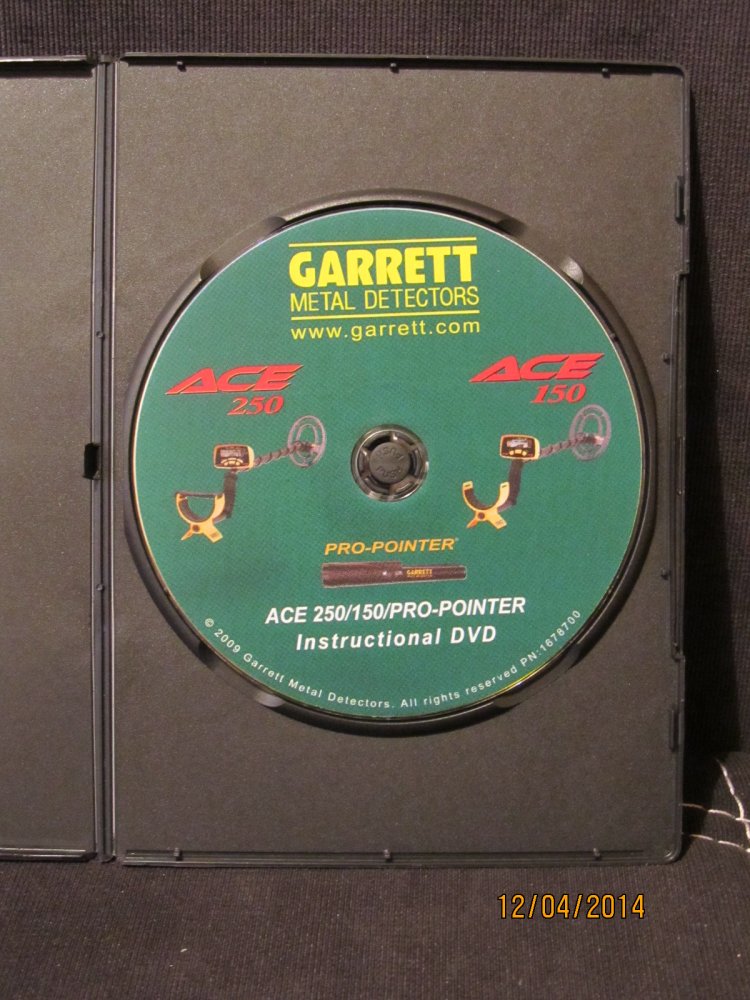 GARRETT
METAL DETECTORS
www.garrett.com
ACE
250
ACE
150
PRO-POINTER®
GARRETT
ACE 250/150/PRO-POINTER
Instructional DVD
© 2009 Garrett Metal Detectors. All rights reserved PN:1678700
12/04/2014